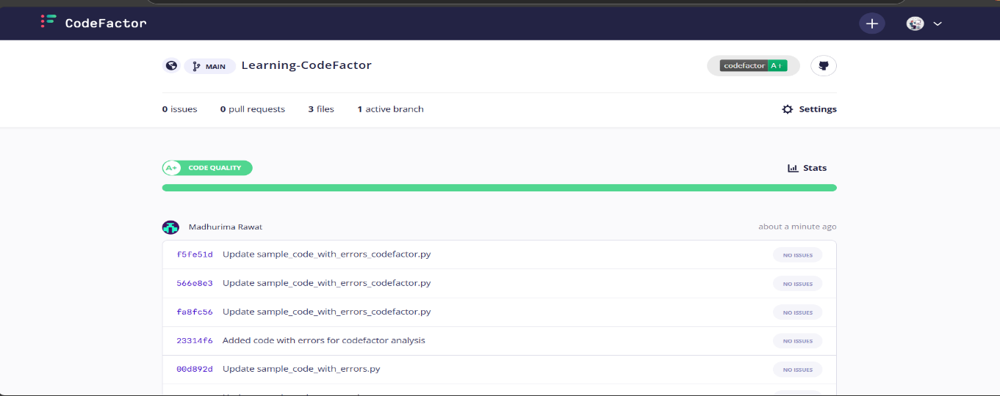 CodeFactor
MAIN Learning-CodeFactor
codefactor A+
0 issues 0 pull requests 3 files 1 active branch
Settings
A+ CODE QUALITY
Stats
Madhurima Rawat
about a minute ago
f5fe51d Update sample_code_with_errors_codefactor.py NO ISSUES
566e8e3 Update sample_code_with_errors_codefactor.py NO ISSUES
fa8fc56 Update sample_code_with_errors_codefactor.py NO ISSUES
23314f6 Added code with errors for codefactor analysis NO ISSUES
00d892d Update sample_code_with_errors.py NO ISSUES